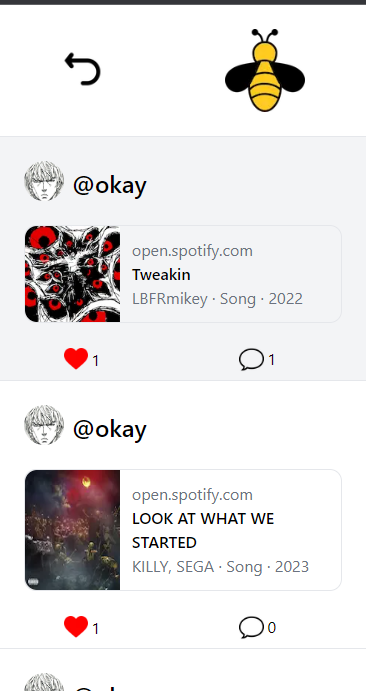 @okay
open.spotify.com
Tweakin
LBFRmikey · Song · 2022
1
1
@okay
open.spotify.com
LOOK AT WHAT WE
STARTED
KILLY, SEGA · Song · 2023
1
0